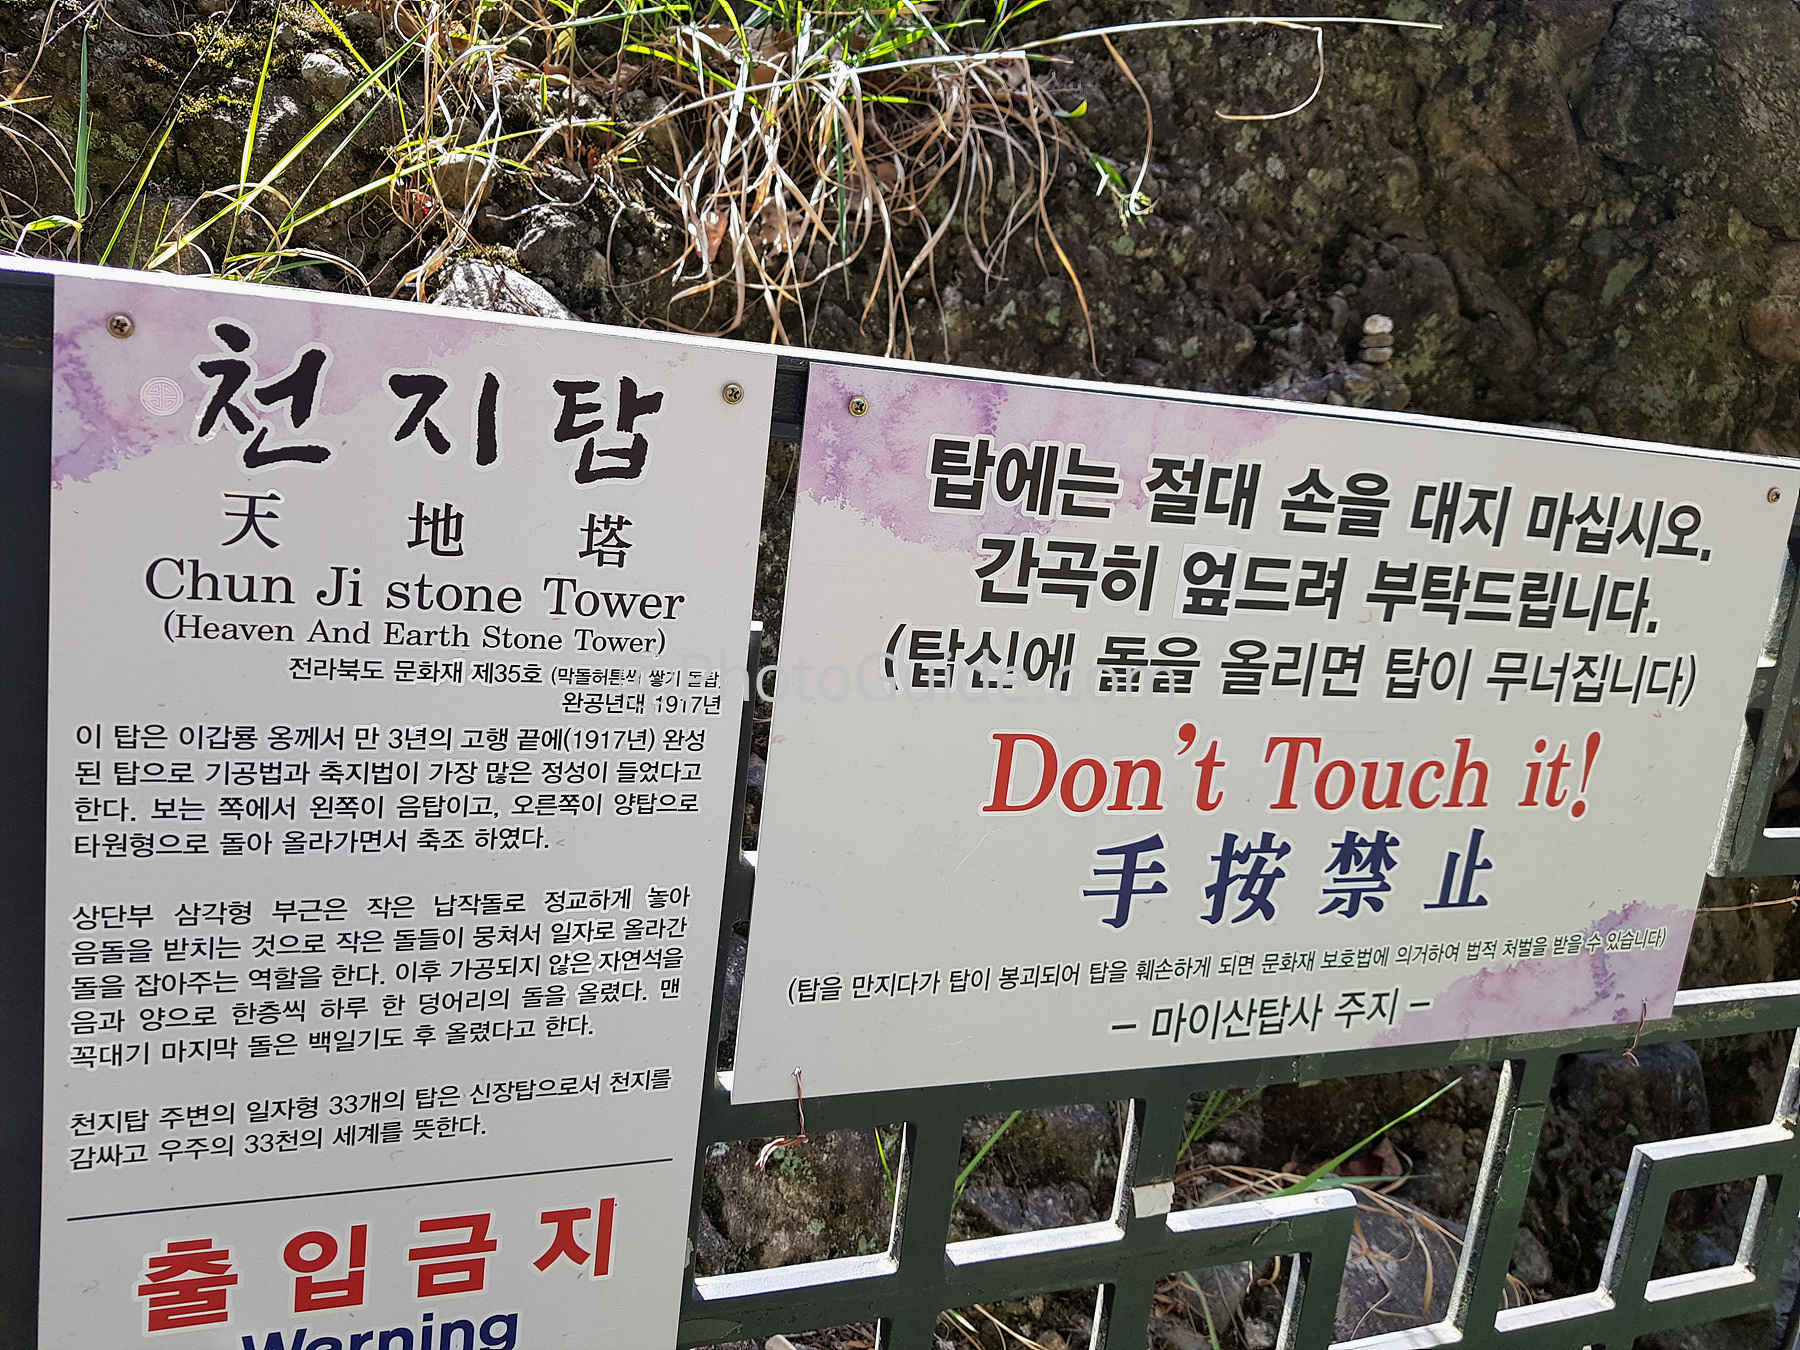 천지탑
天地塔
Chun Ji stone Tower
(Heaven And Earth Stone Tower)
전라북도 문화재 제35호 (막돌허튼식 쌓기 돌탑)
완공년대 1917년
이 탑은 이갑룡 옹께서 만 3년의 고행 끝에(1917년) 완성
된 탑으로 기공법과 축지법이 가장 많은 정성이 들었다고
한다. 보는 쪽에서 왼쪽이 음탑이고, 오른쪽이 양탑으로
타원형으로 돌아 올라가면서 축조 하였다.
상단부 삼각형 부근은 작은 납작돌로 정교하게 놓아
음돌을 받치는 것으로 작은 돌들이 뭉쳐서 일자로 올라간
돌을 잡아주는 역할을 한다. 이후 가공되지 않은 자연석을
음과 양으로 한층씩 하루 한 덩어리의 돌을 올렸다. 맨
꼭대기 마지막 돌은 백일기도 후 올렸다고 한다.
천지탑 주변의 일자형 33개의 탑은 신장탑으로서 천지를
감싸고 우주의 33천의 세계를 뜻한다.
출입금지
Warning
탑에는 절대 손을 대지 마십시오.
간곡히 엎드려 부탁드립니다.
(탑신에 돌을 올리면 탑이 무너집니다)
Don't Touch it!
手按禁止
(탑을 만지다가 탑이 붕괴되어 탑을 훼손하게 되면 문화재 보호법에 의거하여 법적 처벌을 받을 수 있습니다)
– 마이산탑사 주지 –
PhotoGuide.com